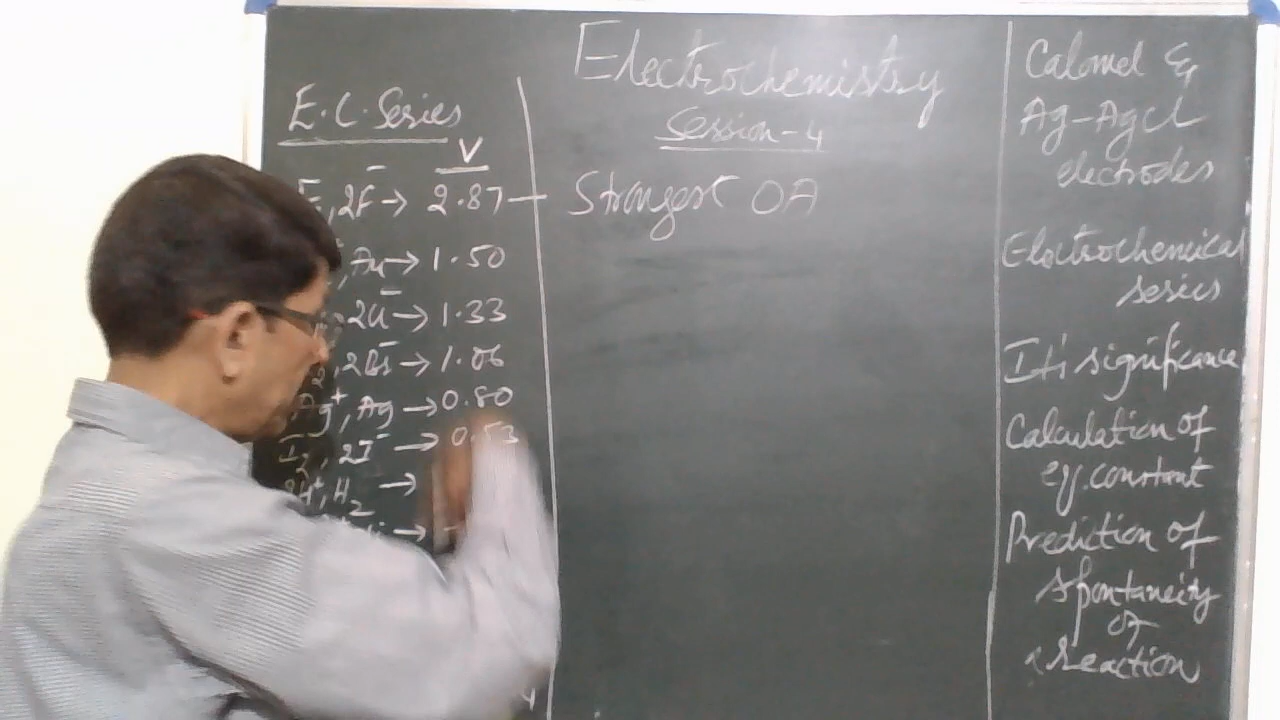 Electrochemistry
Session-4
E.C. Series
V
F, 2F⁻ → 2.87 — Strongest OA
, Au → 1.50
, 2Cl⁻ → 1.33
2, 2Br⁻ → 1.06
Ag⁺, Ag → 0.80
I₂, 2I⁻ → 0.53
H⁺, H₂ →
→ -
Calomel &
Ag-AgCl
electrodes
Electrochemical
series
It's significance
Calculation of
eq. constant
Prediction of
spontaneity
of
a reaction